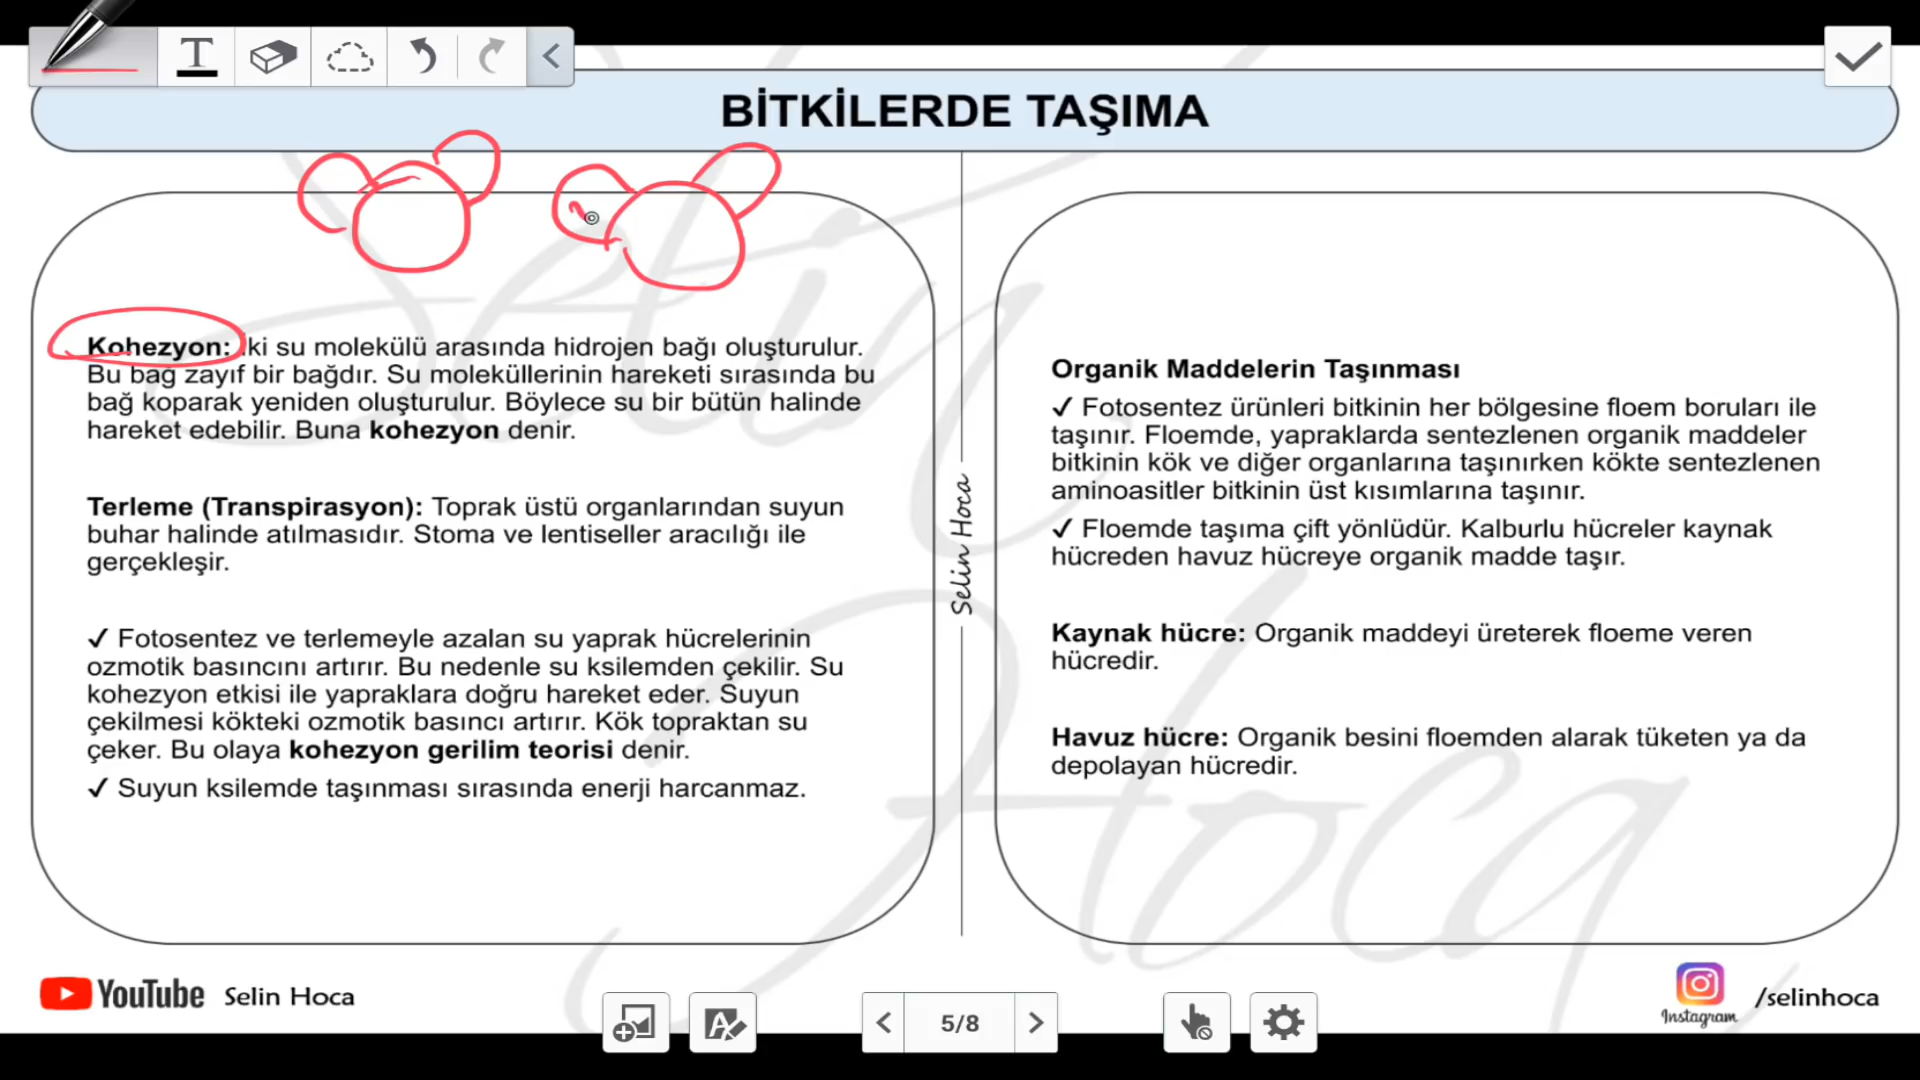 T
BİTKİLERDE TAŞIMA
Kohezyon: İki su molekülü arasında hidrojen bağı oluşturulur.
Bu bağ zayıf bir bağdır. Su moleküllerinin hareketi sırasında bu
bağ koparak yeniden oluşturulur. Böylece su bir bütün halinde
hareket edebilir. Buna kohezyon denir.
Terleme (Transpirasyon): Toprak üstü organlarından suyun
buhar halinde atılmasıdır. Stoma ve lentiseller aracılığı ile
gerçekleşir.
✓ Fotosentez ve terlemeyle azalan su yaprak hücrelerinin
ozmotik basıncını artırır. Bu nedenle su ksilemden çekilir. Su
kohezyon etkisi ile yapraklara doğru hareket eder. Suyun
çekilmesi kökteki ozmotik basıncı artırır. Kök topraktan su
çeker. Bu olaya kohezyon gerilim teorisi denir.
✓ Suyun ksilemde taşınması sırasında enerji harcanmaz.
Selin Hoca
Organik Maddelerin Taşınması
✓ Fotosentez ürünleri bitkinin her bölgesine floem boruları ile
taşınır. Floemde, yapraklarda sentezlenen organik maddeler
bitkinin kök ve diğer organlarına taşınırken kökte sentezlenen
aminoasitler bitkinin üst kısımlarına taşınır.
✓ Floemde taşıma çift yönlüdür. Kalburlu hücreler kaynak
hücreden havuz hücreye organik madde taşır.
Kaynak hücre: Organik maddeyi üreterek floeme veren
hücredir.
Havuz hücre: Organik besini floemden alarak tüketen ya da
depolayan hücredir.
Selin Hoca
YouTube Selin Hoca
5/8
Instagram /selinhoca